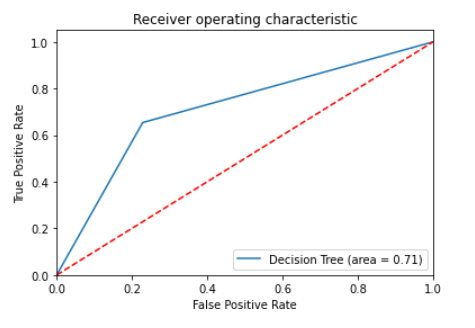 Receiver operating characteristic
1.0
0.8
0.6
0.4
0.2
0.0
True Positive Rate
Decision Tree (area = 0.71)
0.0 0.2 0.4 0.6 0.8 1.0
False Positive Rate